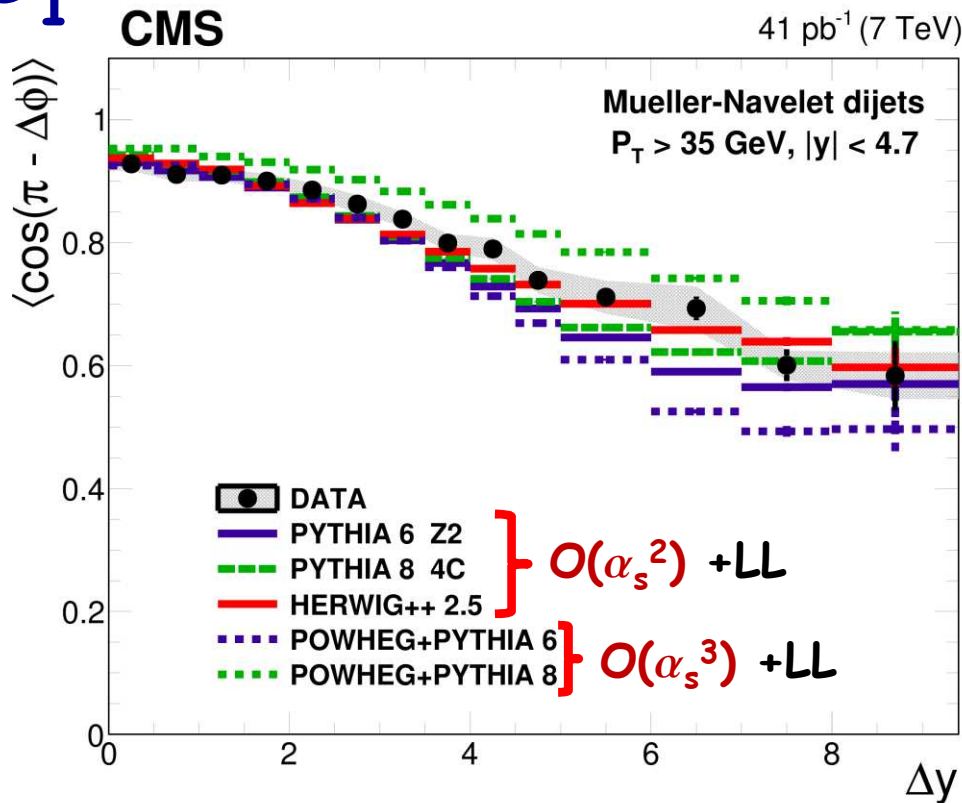 CMS
41 pb⁻¹ (7 TeV)
⟨cos(π - Δϕ)⟩
Mueller-Navelet dijets
P_T > 35 GeV, |y| < 4.7
1
0.8
0.6
0.4
0.2
0
DATA
PYTHIA 6 Z2
PYTHIA 8 4C
HERWIG++ 2.5
O(α_s²) +LL
POWHEG+PYTHIA 6
POWHEG+PYTHIA 8
O(α_s³) +LL
0 2 4 6 8
Δy